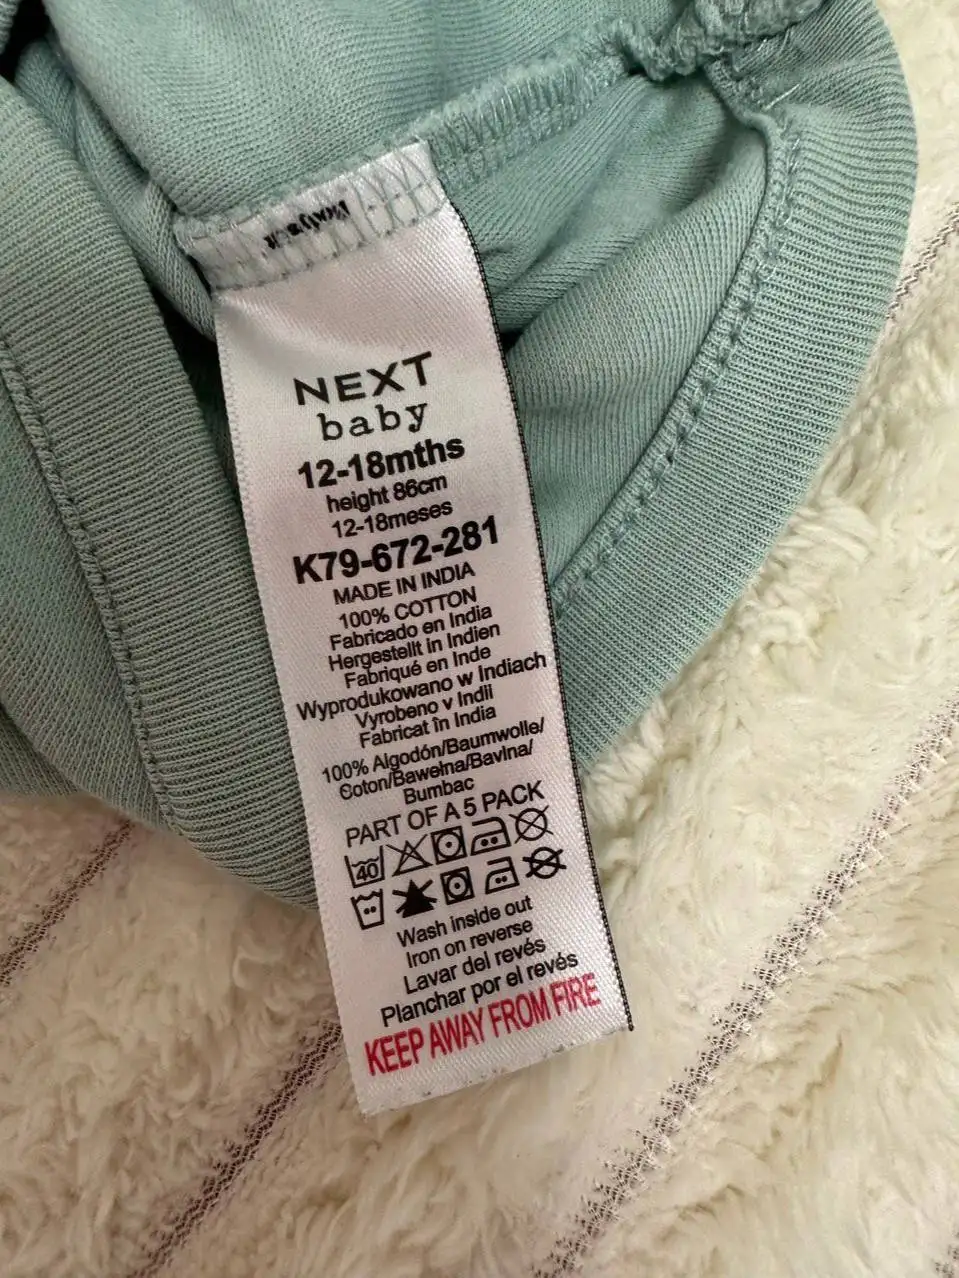 NEXT
baby
12-18mths
height 86cm
12-18meses
K79-672-281
MADE IN INDIA
100% COTTON
Fabricado en India
Hergestellt in Indien
Fabriqué en Inde
Wyprodukowano w Indiach
Vyrobeno v Indii
Fabricat în India
100% Algodón/Baumwolle/
Coton/Bawełna/Bavlna/
Bumbac
PART OF A 5 PACK
40
Wash inside out
Iron on reverse
Lavar del revés
Planchar por el revés
KEEP AWAY FROM FIRE